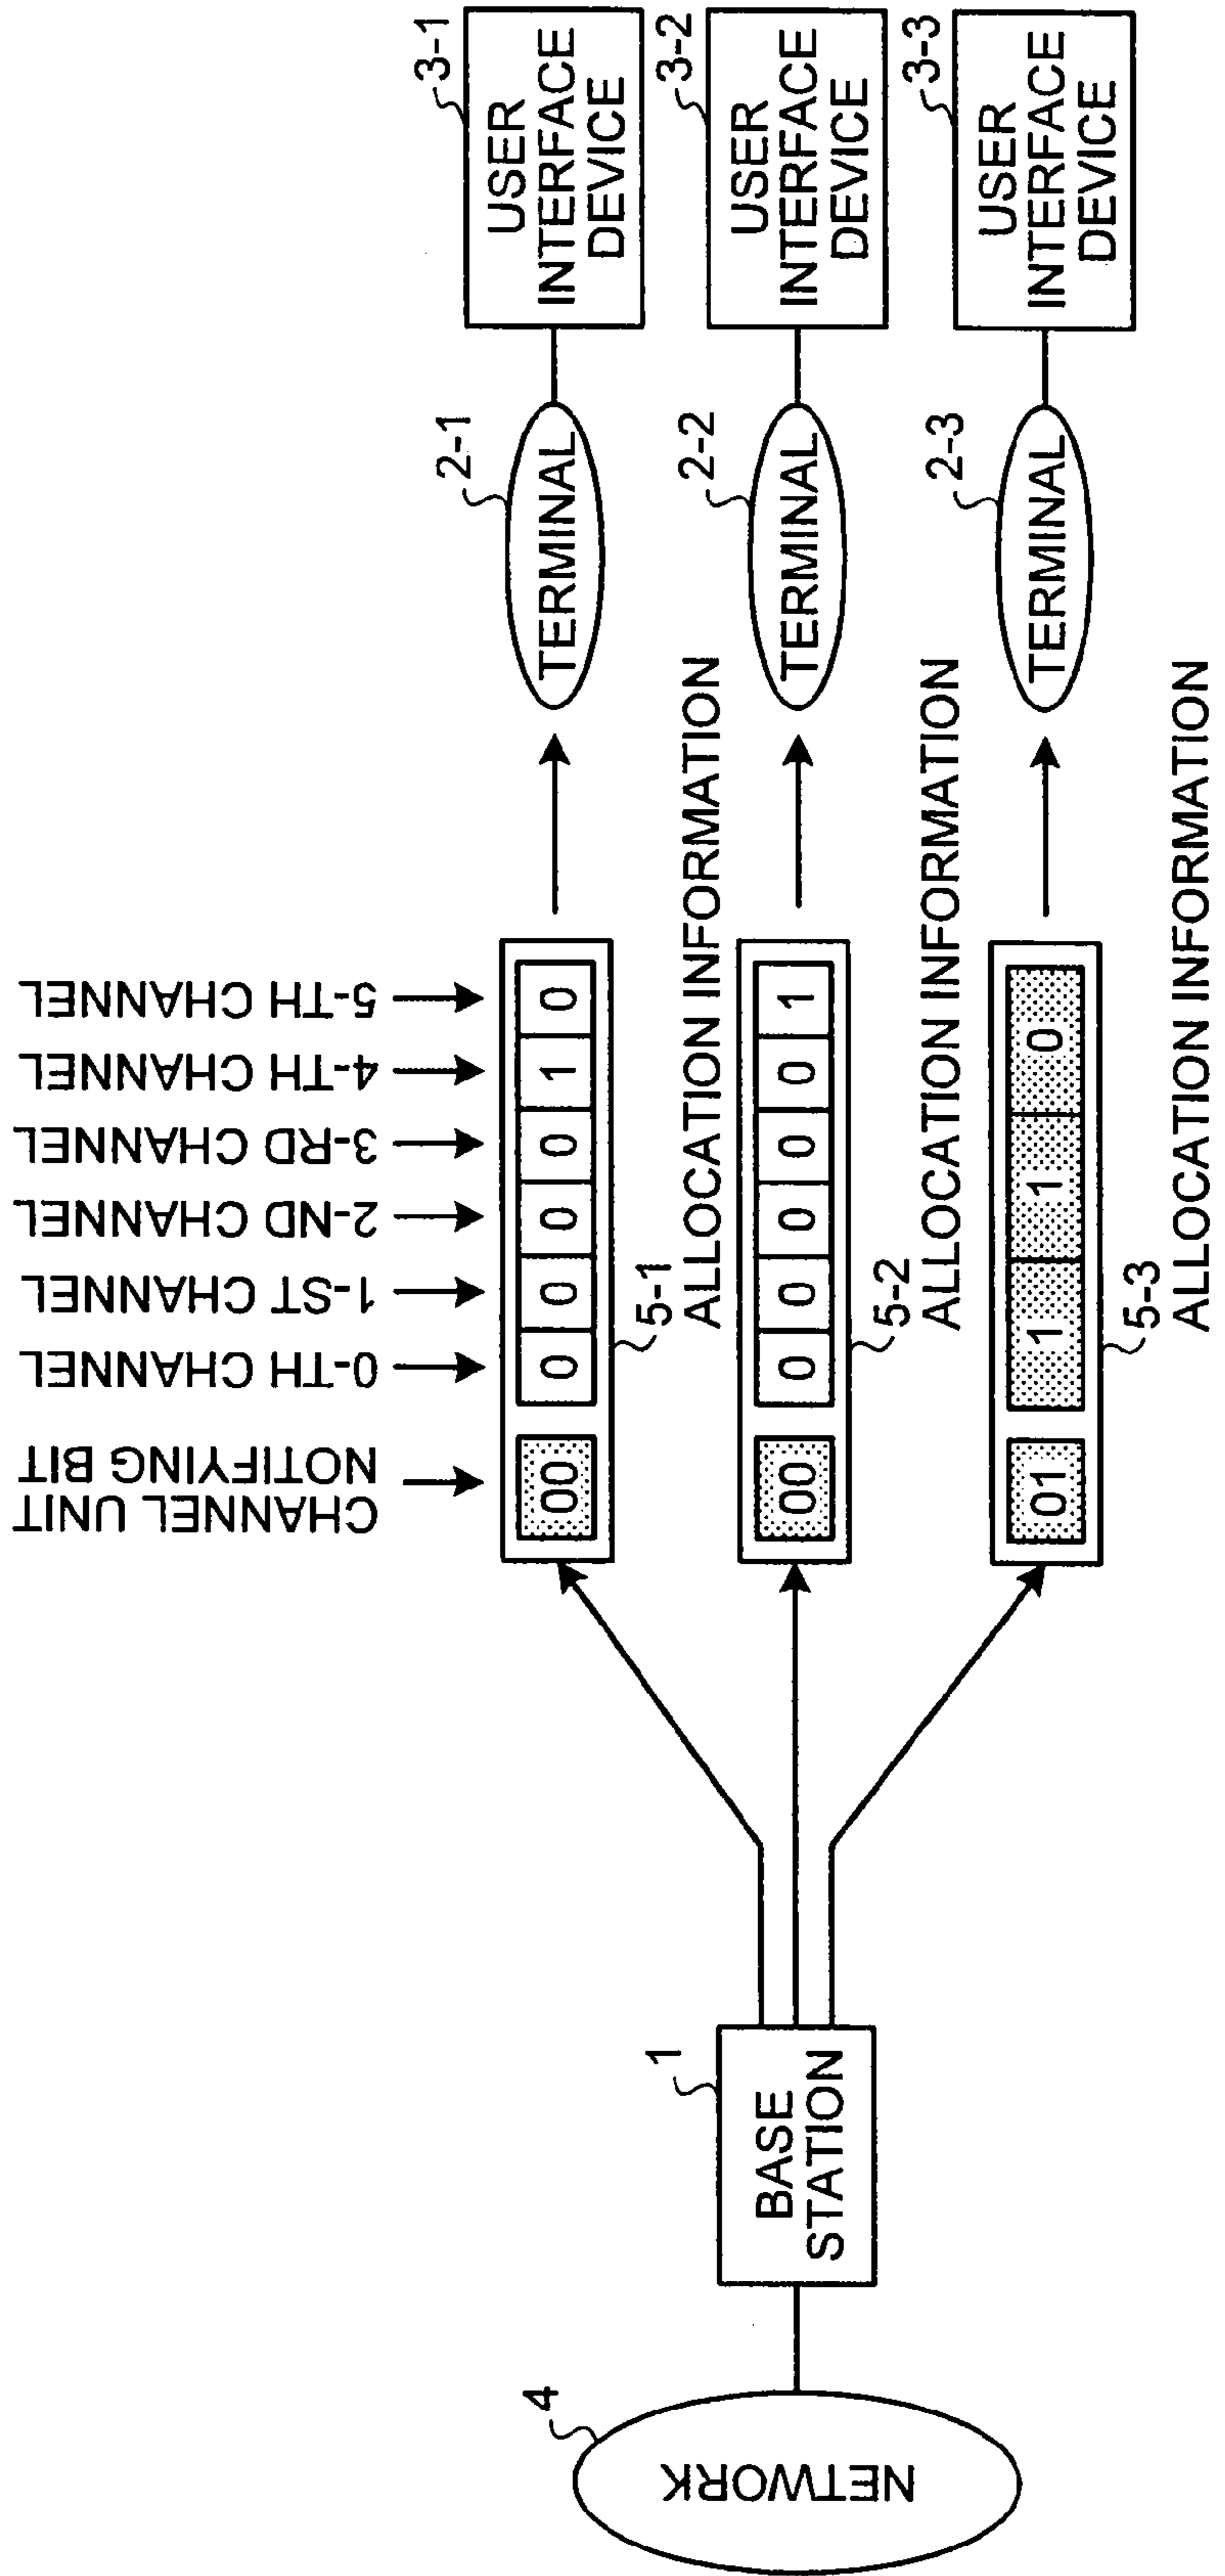 CHANNEL UNIT
NOTIFYING BIT
0-TH CHANNEL
1-ST CHANNEL
2-ND CHANNEL
3-RD CHANNEL
4-TH CHANNEL
5-TH CHANNEL
4
NETWORK
1
BASE
STATION
00
0
0
0
0
1
0
5-1
ALLOCATION INFORMATION
2-1
TERMINAL
3-1
USER
INTERFACE
DEVICE
00
0
0
0
0
0
1
5-2
ALLOCATION INFORMATION
2-2
TERMINAL
3-2
USER
INTERFACE
DEVICE
01
1
1
0
5-3
ALLOCATION INFORMATION
2-3
TERMINAL
3-3
USER
INTERFACE
DEVICE